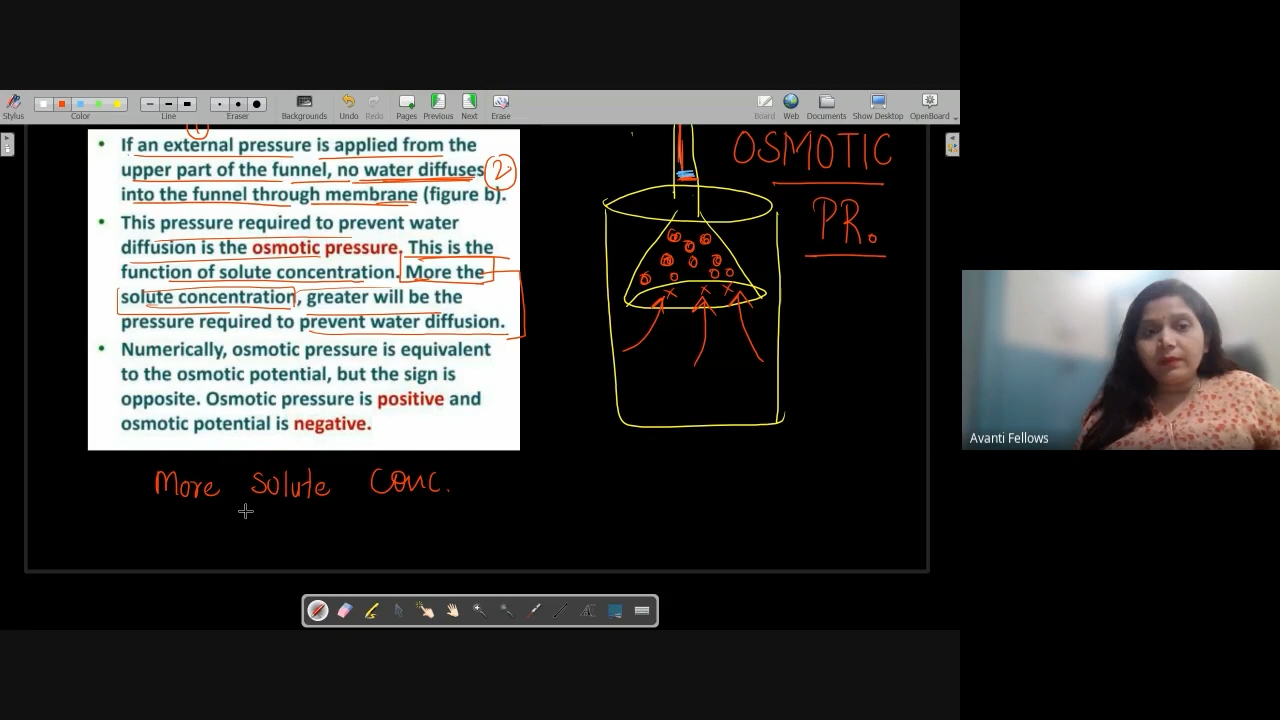 Stylus
Color
Line
Eraser
Backgrounds
Undo
Redo
Pages
Previous
Next
Erase
Board
Web
Documents
Show Desktop
OpenBoard
1
• If an external pressure is applied from the
upper part of the funnel, no water diffuses 2
into the funnel through membrane (figure b).
• This pressure required to prevent water
diffusion is the osmotic pressure. This is the
function of solute concentration. More the
solute concentration, greater will be the
pressure required to prevent water diffusion.
• Numerically, osmotic pressure is equivalent
to the osmotic potential, but the sign is
opposite. Osmotic pressure is positive and
osmotic potential is negative.
More solute conc.
OSMOTIC
PR.
Avanti Fellows